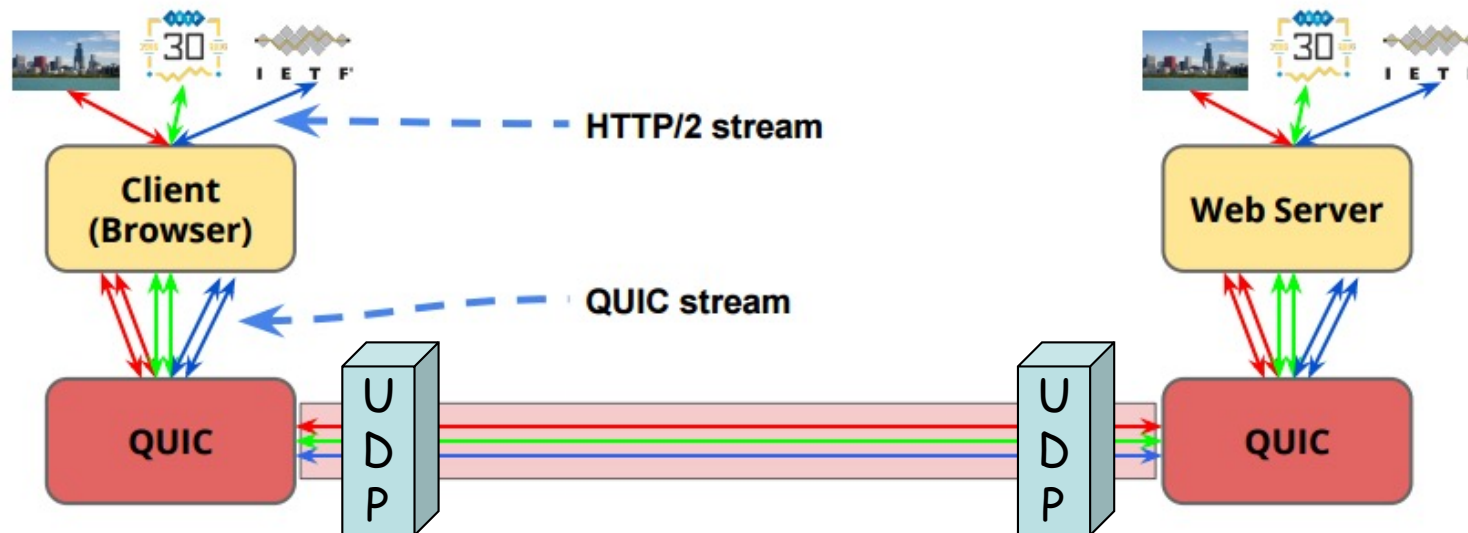 30
I E T F
30
I E T
HTTP/2 stream
Client
(Browser)
Web Server
QUIC stream
U
D
P
U
D
P
QUIC
QUIC